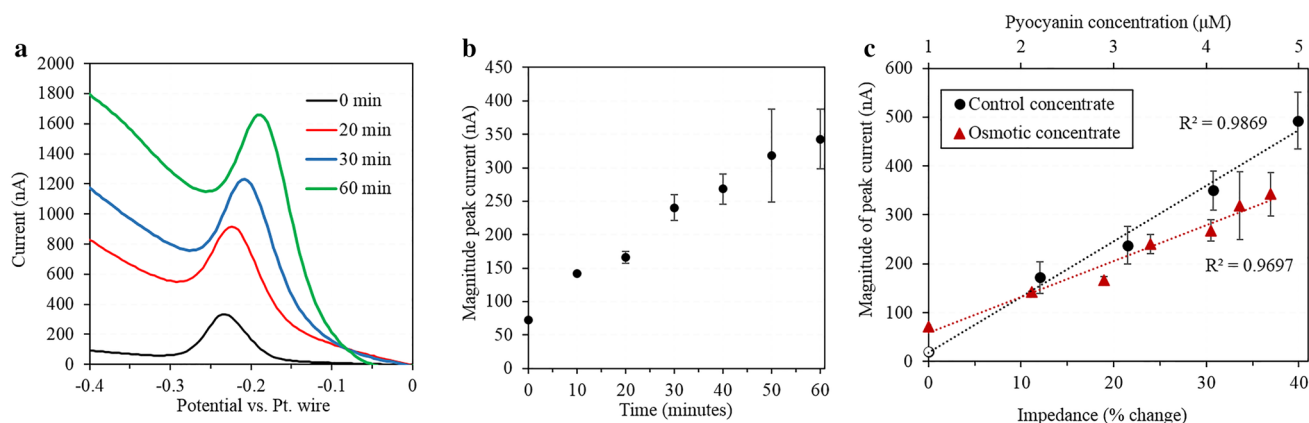 a
2000
1800
1600
1400
1200
1000
800
600
400
200
0
Current (nA)
-0.4
-0.3
-0.2
-0.1
0
Potential vs. Pt. wire
0 min
20 min
30 min
60 min
b
450
400
350
300
250
200
150
100
50
0
Magnitude peak current (nA)
0 10 20 30 40 50 60
Time (minutes)
Pyocyanin concentration (μM)
c
1 2 3 4 5
600
500
400
300
200
100
0
Magnitude of peak current (nA)
Control concentrate
Osmotic concentrate
R² = 0.9869
R² = 0.9697
0 10 20 30 40
Impedance (% change)